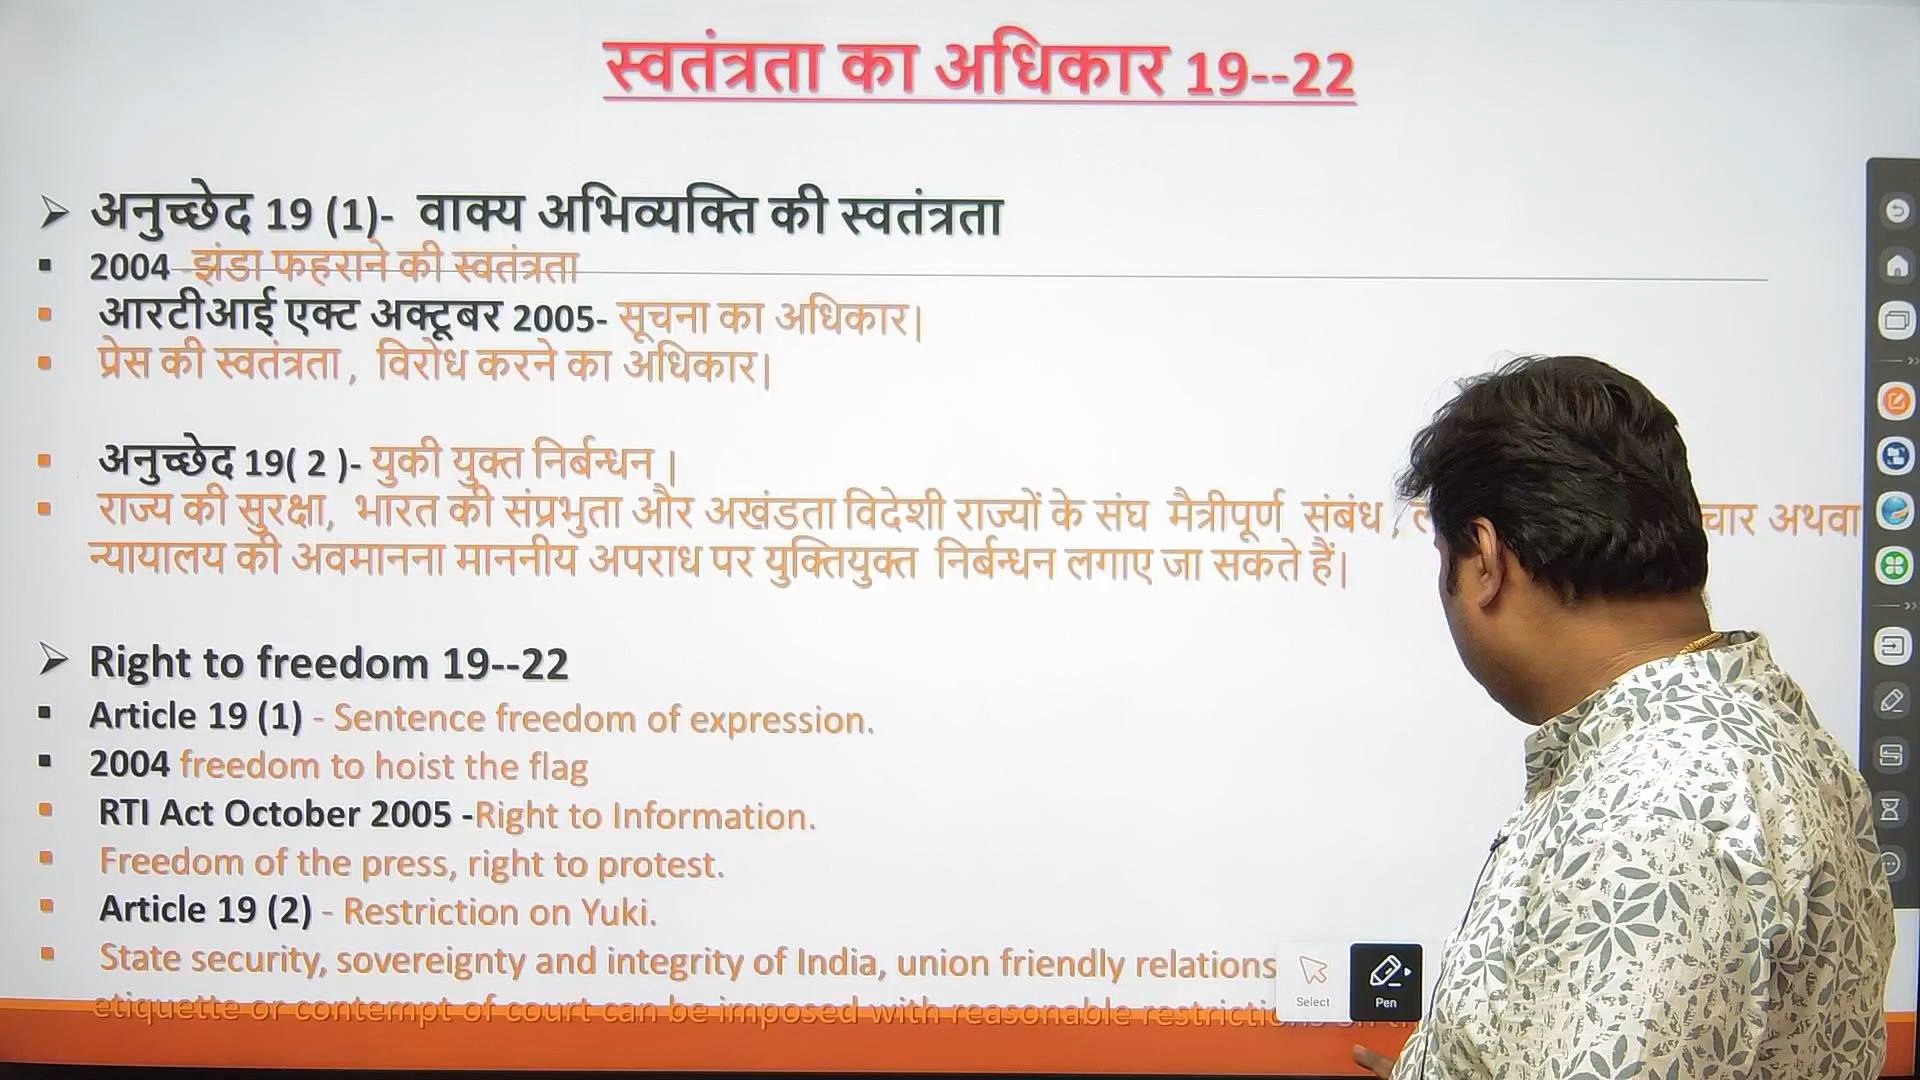 स्वतंत्रता का अधिकार 19--22
अनुच्छेद 19 (1)- वाक्य अभिव्यक्ति की स्वतंत्रता
2004 -झंडा फहराने की स्वतंत्रता
आरटीआई एक्ट अक्टूबर 2005- सूचना का अधिकार|
प्रेस की स्वतंत्रता , विरोध करने का अधिकार|
अनुच्छेद 19( 2 )- युकी युक्त निर्बन्धन |
राज्य की सुरक्षा, भारत की संप्रभुता और अखंडता विदेशी राज्यों के संघ मैत्रीपूर्ण संबंध , अथवा
न्यायालय की अवमानना माननीय अपराध पर युक्तियुक्त निर्बन्धन लगाए जा सकते हैं|
Right to freedom 19--22
Article 19 (1) - Sentence freedom of expression.
2004 freedom to hoist the flag
RTI Act October 2005 -Right to Information.
Freedom of the press, right to protest.
Article 19 (2) - Restriction on Yuki.
State security, sovereignty and integrity of India, union friendly relations
etiquette or contempt of court can be imposed with reasonable
Select
Pen